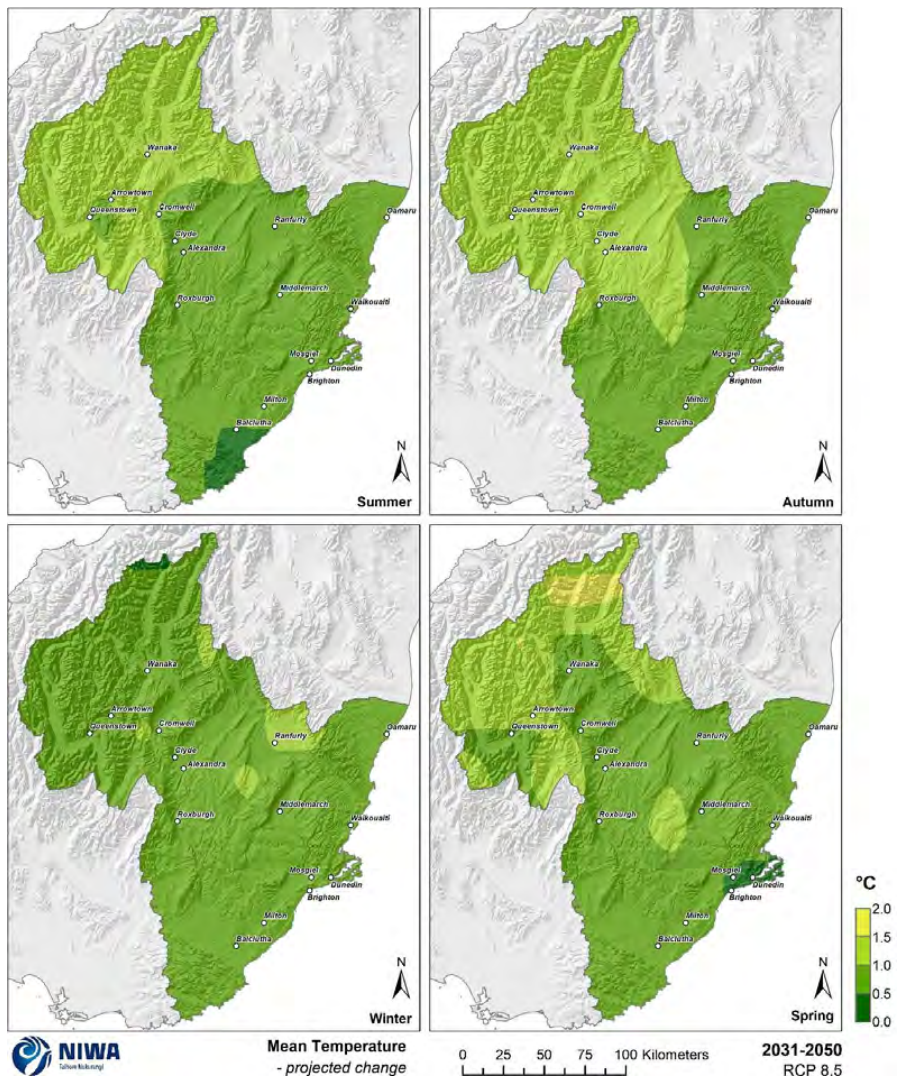 Wanaka
Arrowtown
Queenstown
Cromwell
Clyde
Alexandra
Ranfurly
Oamaru
Roxburgh
Middlemarch
Waikouaiti
Mosgiel
Dunedin
Brighton
Milton
Balclutha
N
Summer
Wanaka
Arrowtown
Queenstown
Cromwell
Clyde
Alexandra
Ranfurly
Oamaru
Roxburgh
Middlemarch
Waikouaiti
Mosgiel
Dunedin
Brighton
Milton
Balclutha
N
Autumn
Wanaka
Arrowtown
Queenstown
Cromwell
Clyde
Alexandra
Ranfurly
Oamaru
Roxburgh
Middlemarch
Waikouaiti
Mosgiel
Dunedin
Brighton
Milton
Balclutha
N
Winter
Wanaka
Arrowtown
Queenstown
Cromwell
Clyde
Alexandra
Ranfurly
Oamaru
Roxburgh
Middlemarch
Waikouaiti
Mosgiel
Dunedin
Brighton
Milton
Balclutha
N
Spring
°C
2.0
1.5
1.0
0.5
0.0
NIWA
Taihoro Nukurangi
Mean Temperature
- projected change
0 12.5 25 50 75 100 Kilometers
2031-2050
RCP 8.5